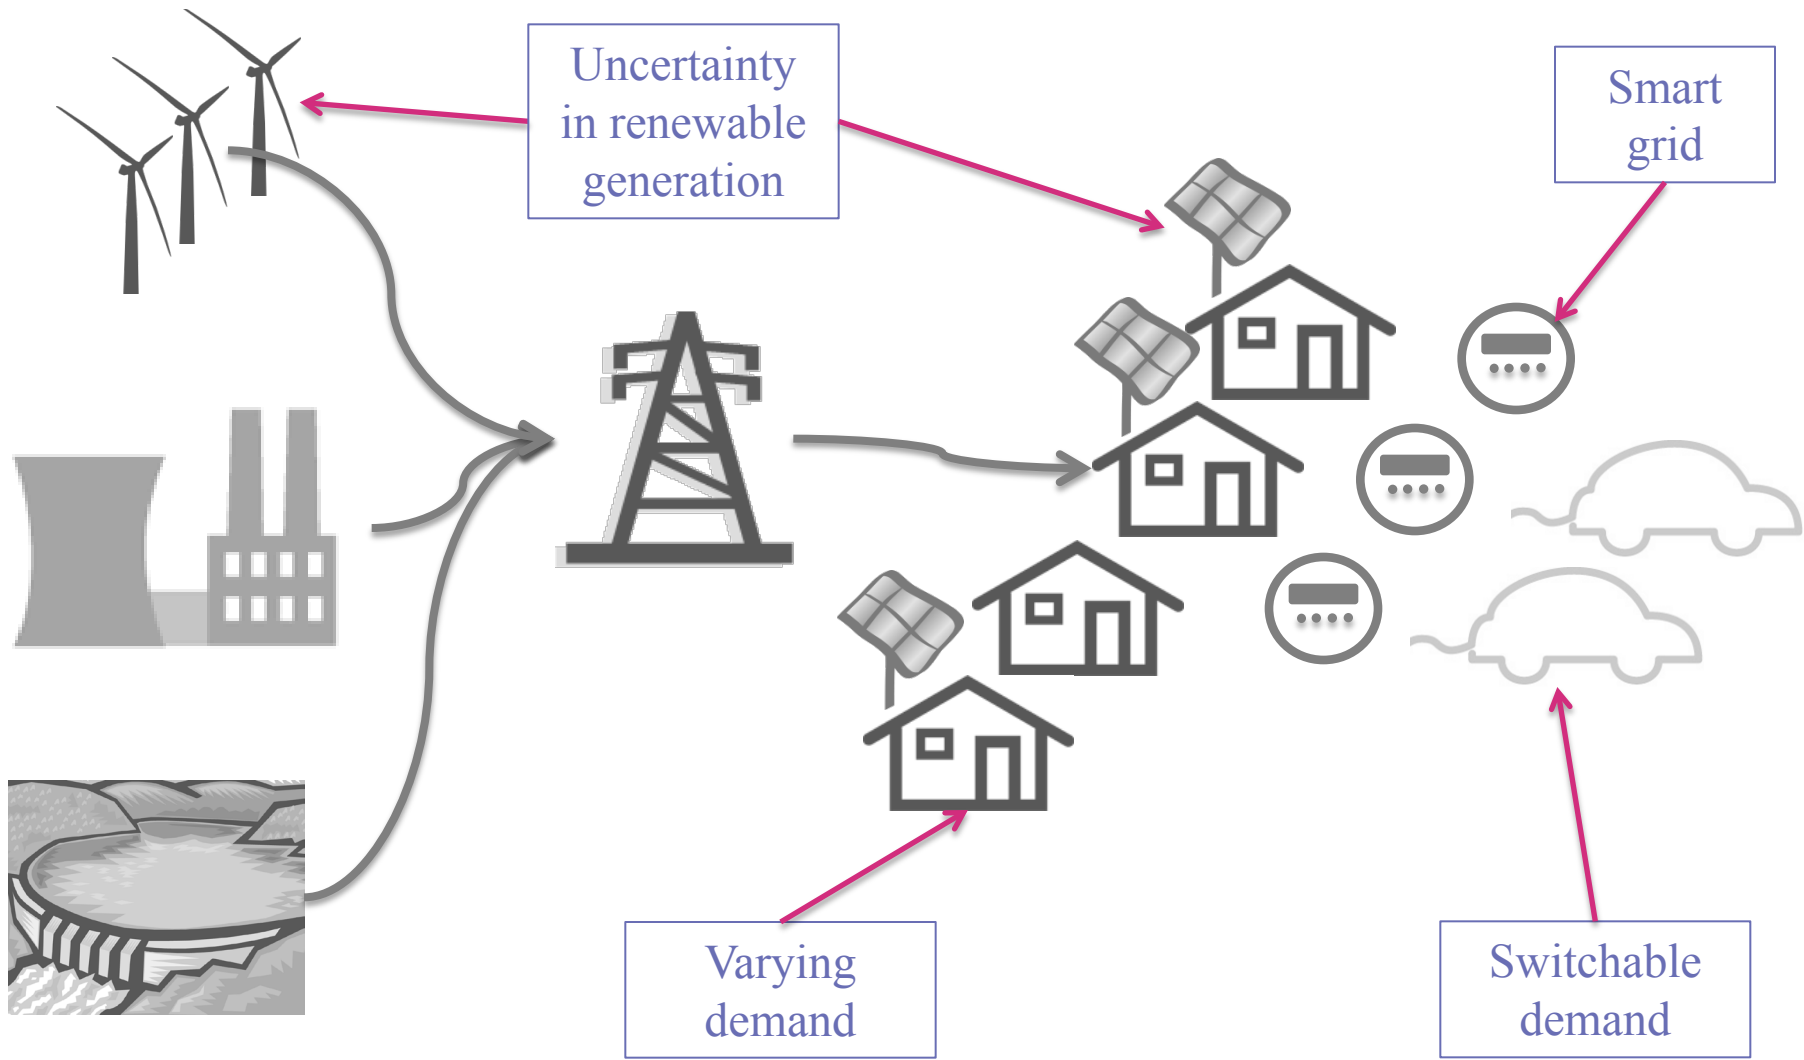 Uncertainty
in renewable
generation
Smart
grid
Varying
demand
Switchable
demand